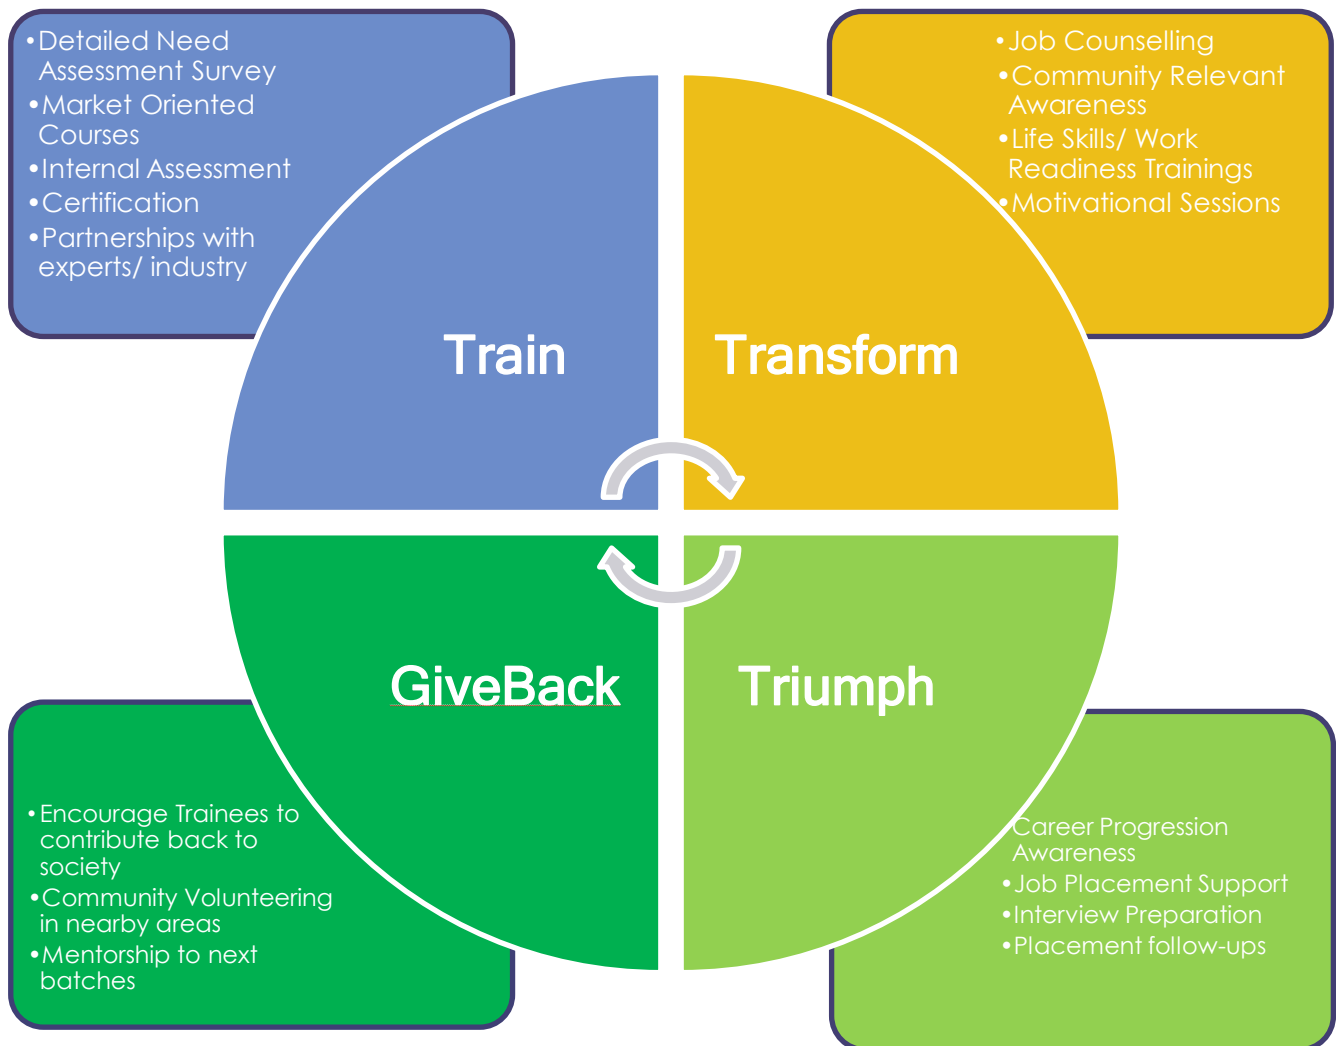 •Detailed Need
Assessment Survey
•Market Oriented
Courses
•Internal Assessment
•Certification
•Partnerships with
experts/ industry
•Job Counselling
•Community Relevant
Awareness
•Life Skills/ Work
Readiness Trainings
•Motivational Sessions
Train
Transform
GiveBack
Triumph
•Encourage Trainees to
contribute back to
society
•Community Volunteering
in nearby areas
•Mentorship to next
batches
Career Progression
Awareness
•Job Placement Support
•Interview Preparation
•Placement follow-ups